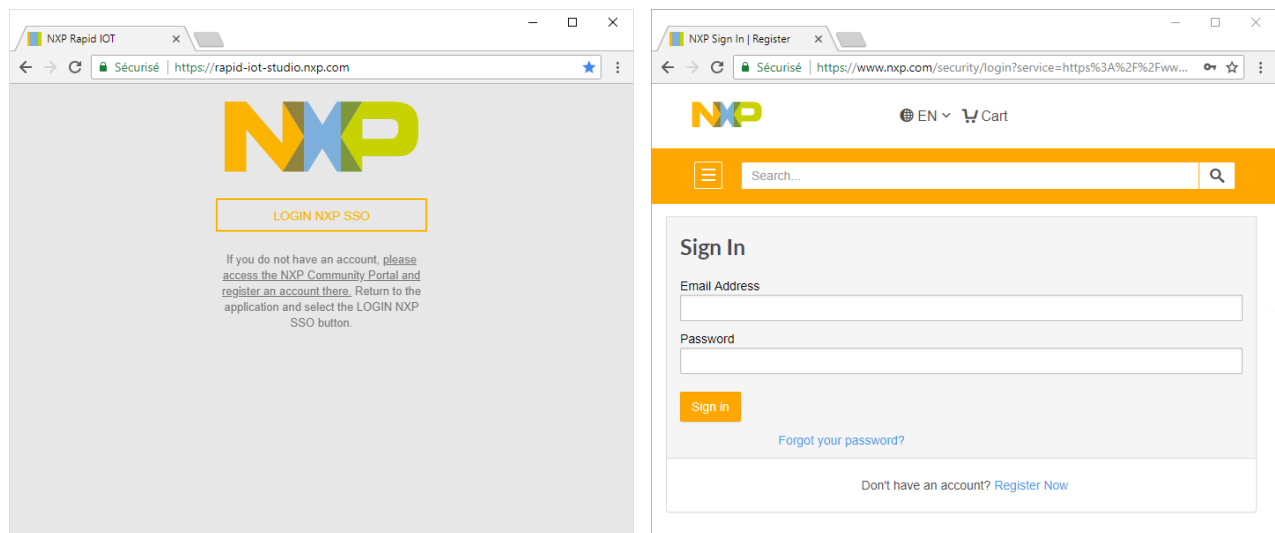 NXP Rapid IOT
Sécurisé | https://rapid-iot-studio.nxp.com
NXP
LOGIN NXP SSO
If you do not have an account, please
access the NXP Community Portal and
register an account there. Return to the
application and select the LOGIN NXP
SSO button.
NXP Sign In | Register
Sécurisé | https://www.nxp.com/security/login?service=https%3A%2F%2Fww...
NXP
EN Cart
Search...
Sign In
Email Address
Password
Sign in
Forgot your password?
Don't have an account? Register Now